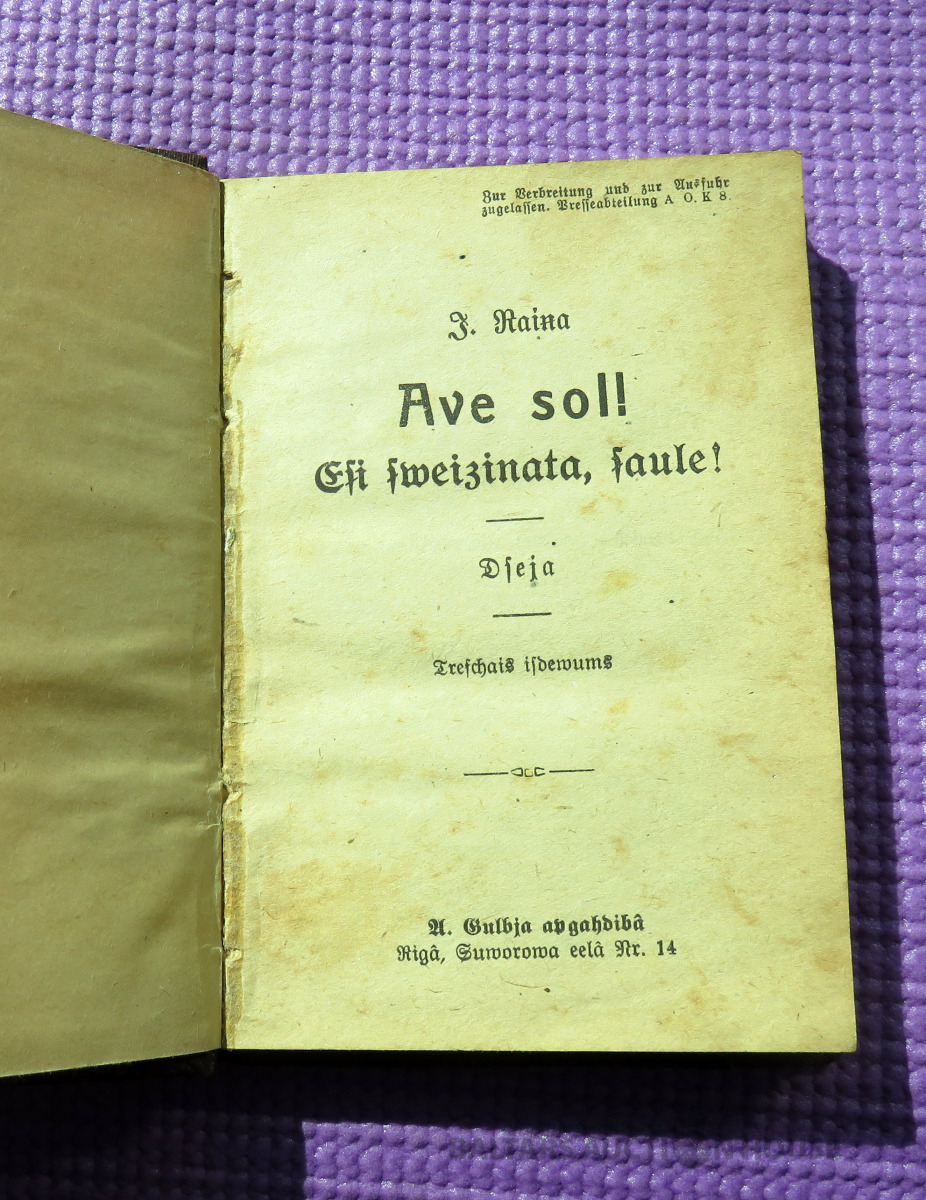 Zur Verbreitung und zur Ausfuhr
zugelaſſen. Preſſeabteilung A O. K 8.
J. Raina
Ave sol!
Eſi ſweizinata, ſaule!
Dſeja
Treſchais iſdewums
A. Gulbja apgahdibâ
Rigâ, Suworowa eelâ Nr. 14